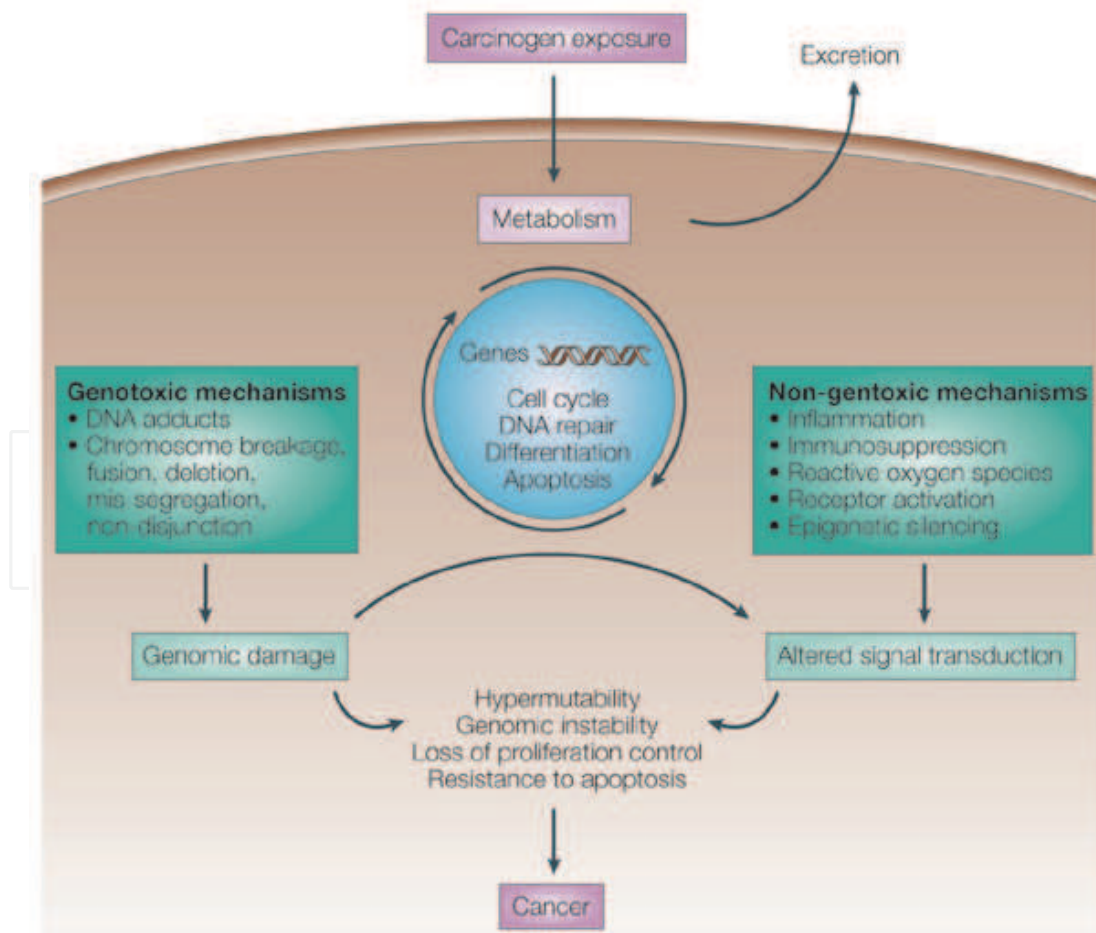 Carcinogen exposure
Excretion
Metabolism
Genes
Cell cycle
DNA repair
Differentiation
Apoptosis
Genotoxic mechanisms
• DNA adducts
• Chromosome breakage,
fusion, deletion,
mis segregation,
non disjunction
Non-gentoxic mechanisms
• Inflammation
• Immunosuppression
• Reactive oxygen species
• Receptor activation
• Epigenetic silencing
Genomic damage
Altered signal transduction
Hypermutability
Genomic instability
Loss of proliferation control
Resistance to apoptosis
Cancer